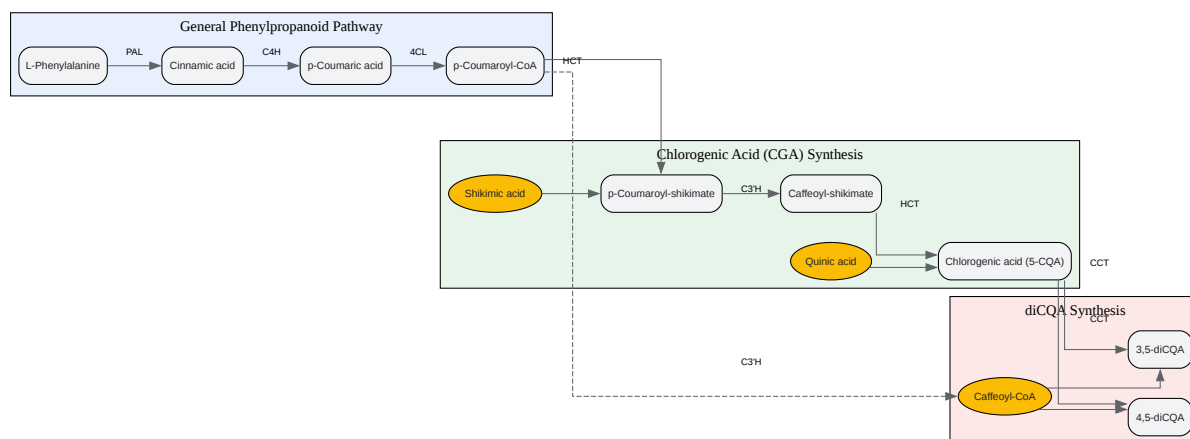 General Phenylpropanoid Pathway
L-Phenylalanine
PAL
Cinnamic acid
C4H
p-Coumaric acid
4CL
p-Coumaroyl-CoA
HCT
Chlorogenic Acid (CGA) Synthesis
Shikimic acid
p-Coumaroyl-shikimate
C3'H
Caffeoyl-shikimate
HCT
Quinic acid
Chlorogenic acid (5-CQA)
CCT
diCQA Synthesis
CCT
3,5-diCQA
C3'H
Caffeoyl-CoA
4,5-diCQA